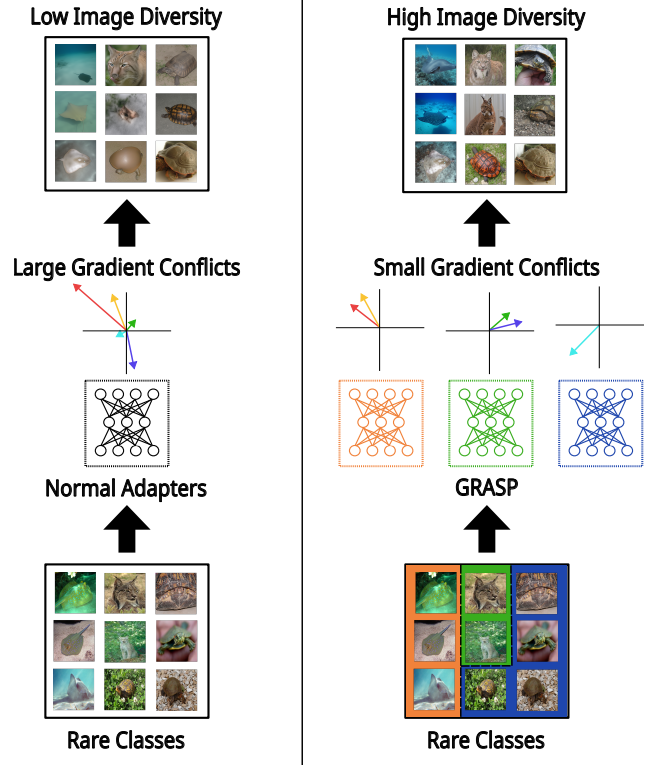 Low Image Diversity
Large Gradient Conflicts
Normal Adapters
Rare Classes
High Image Diversity
Small Gradient Conflicts
GRASP
Rare Classes